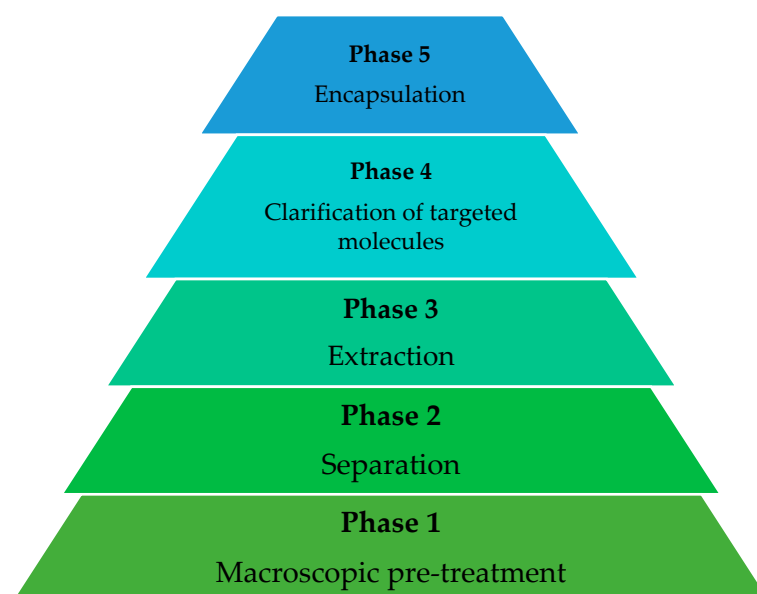 Phase 5
Encapsulation
Phase 4
Clarification of targeted
molecules
Phase 3
Extraction
Phase 2
Separation
Phase 1
Macroscopic pre-treatment